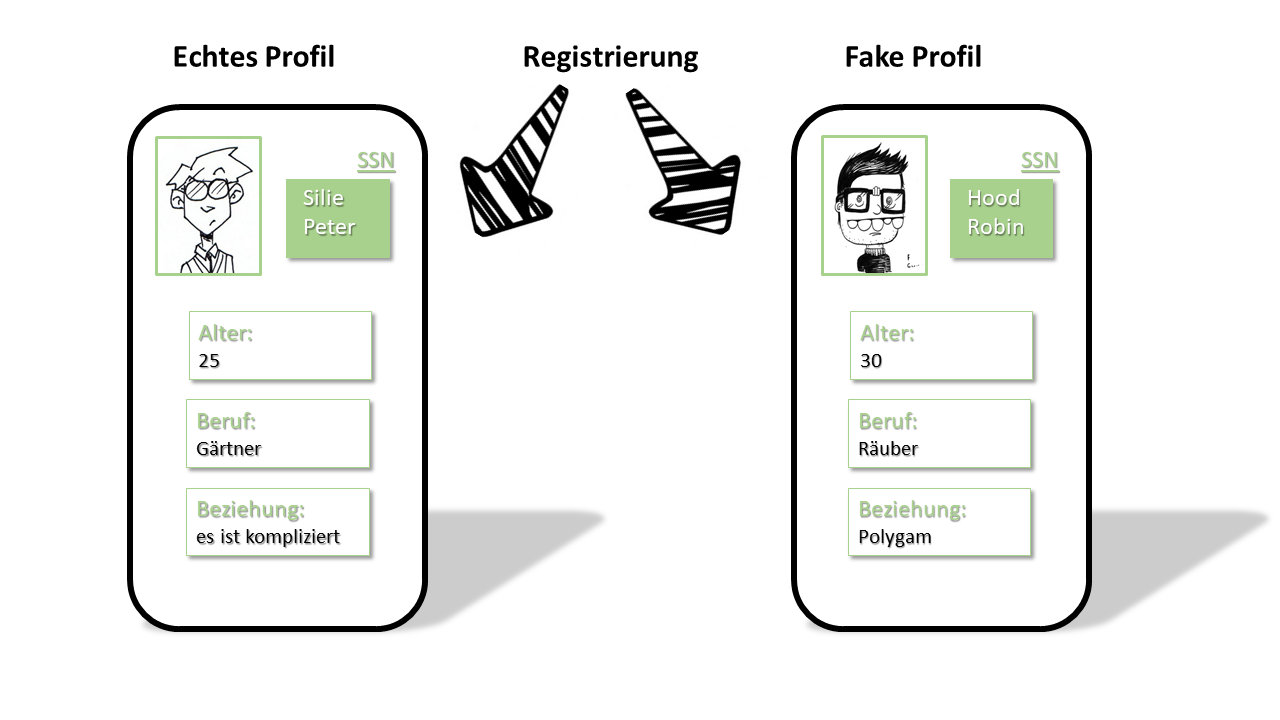 Echtes Profil
Registrierung
Fake Profil
SSN
Silie
Peter
Alter:
25
Beruf:
Gärtner
Beziehung:
es ist kompliziert
SSN
Hood
Robin
Alter:
30
Beruf:
Räuber
Beziehung:
Polygam